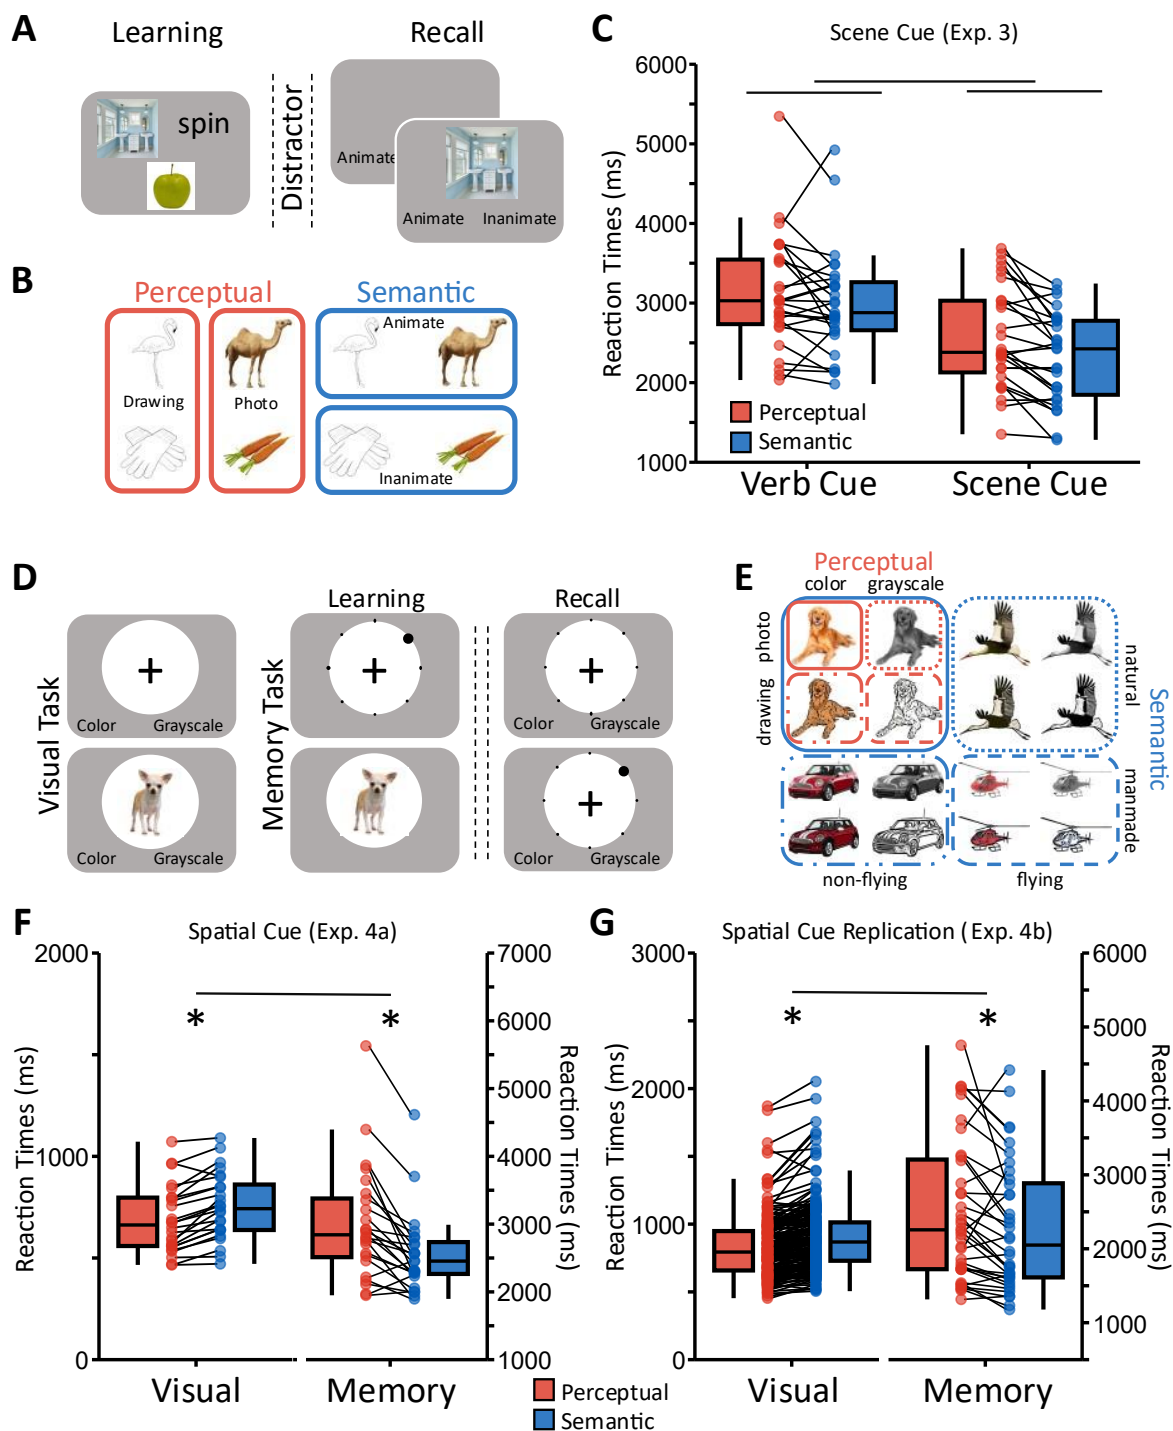 A
Learning
Recall
spin
Distractor
Animate
Animate Inanimate
B
Perceptual
Semantic
Animate
Drawing
Photo
Inanimate
C
Scene Cue (Exp. 3)
Reaction Times (ms)
6000
5000
4000
3000
2000
1000
Perceptual
Semantic
Verb Cue
Scene Cue
D
Visual Task
Color Grayscale
Color Grayscale
Memory Task
Learning
Recall
Color Grayscale
Color Grayscale
E
Perceptual
color grayscale
photo
drawing
natural
manmade
Semantic
non-flying
flying
F
Spatial Cue (Exp. 4a)
Reaction Times (ms)
2000
1000
0
*
*
7000
6000
5000
4000
3000
2000
1000
Reaction Times (ms)
Visual
Memory
G
Spatial Cue Replication (Exp. 4b)
Reaction Times (ms)
3000
2000
1000
0
*
*
6000
5000
4000
3000
2000
1000
Reaction Times (ms)
Visual
Memory
Perceptual
Semantic